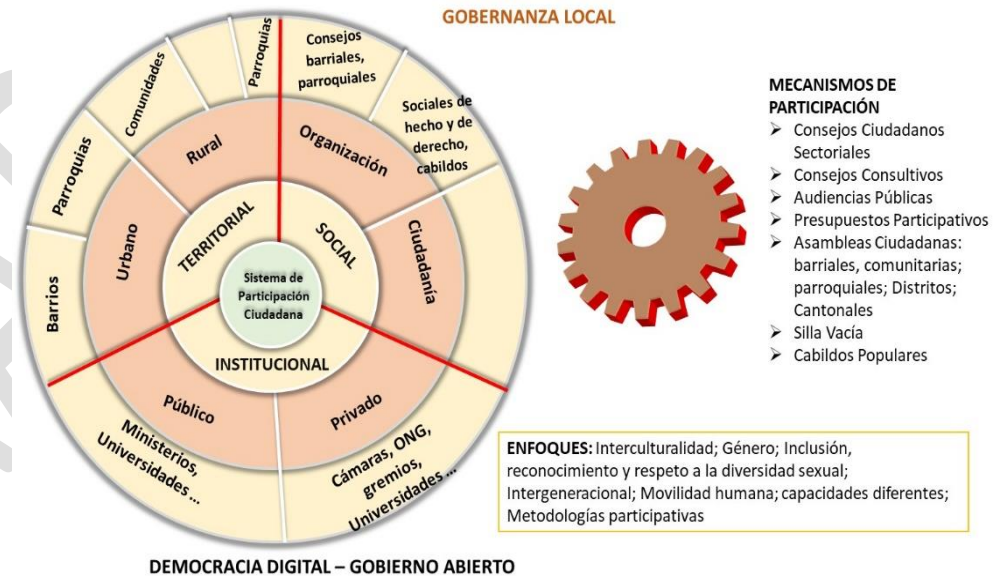 GOBERNANZA LOCAL
Parroquias
Comunidades
Parroquias
Barrios
Consejos
barriales,
parroquiales
Sociales de
hecho y de
derecho,
cabildos
Rural
Urbano
Organización
Ciudadanía
TERRITORIAL
SOCIAL
Sistema de
Participación
Ciudadana
INSTITUCIONAL
Público
Privado
Ministerios,
Universidades...
Cámaras, ONG,
gremios,
Universidades ...
MECANISMOS DE
PARTICIPACIÓN
➢ Consejos Ciudadanos
Sectoriales
➢ Consejos Consultivos
➢ Audiencias Públicas
➢ Presupuestos Participativos
➢ Asambleas Ciudadanas:
barriales, comunitarias;
parroquiales; Distritos;
Cantonales
➢ Silla Vacía
➢ Cabildos Populares
ENFOQUES: Interculturalidad; Género; Inclusión,
reconocimiento y respeto a la diversidad sexual;
Intergeneracional; Movilidad humana; capacidades diferentes;
Metodologías participativas
DEMOCRACIA DIGITAL – GOBIERNO ABIERTO